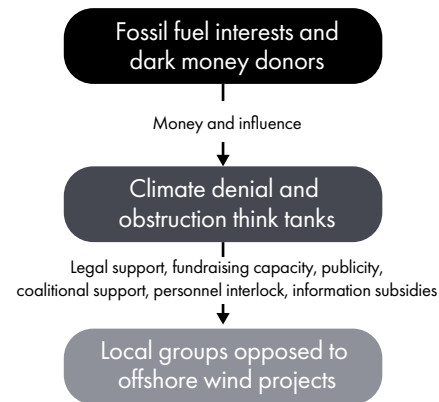 Fossil fuel interests and
dark money donors
Money and influence
Climate denial and
obstruction think tanks
Legal support, fundraising capacity, publicity,
coalitional support, personnel interlock, information subsidies
Local groups opposed to
offshore wind projects